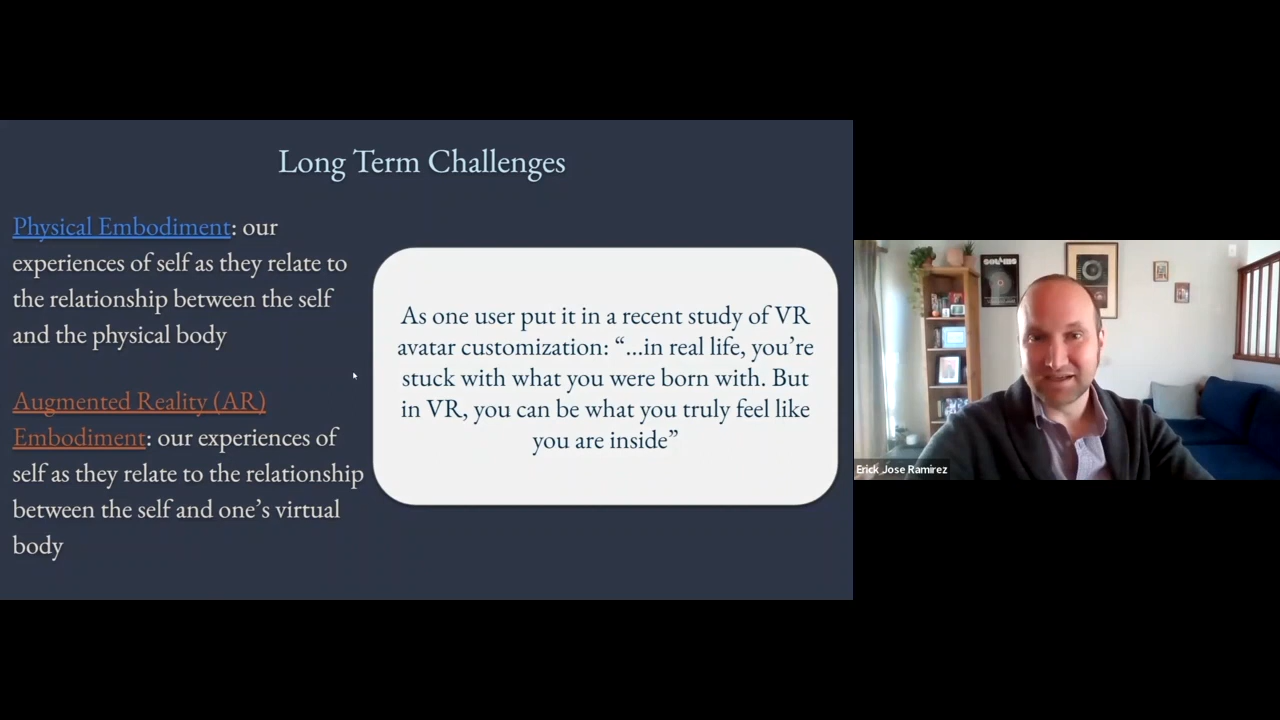 Long Term Challenges
Physical Embodiment: our
experiences of self as they relate to
the relationship between the self
and the physical body
Augmented Reality (AR)
Embodiment: our experiences of
self as they relate to the relationship
between the self and one’s virtual
body
As one user put it in a recent study of VR
avatar customization: “...in real life, you’re
stuck with what you were born with. But
in VR, you can be what you truly feel like
you are inside”
Erick Jose Ramirez